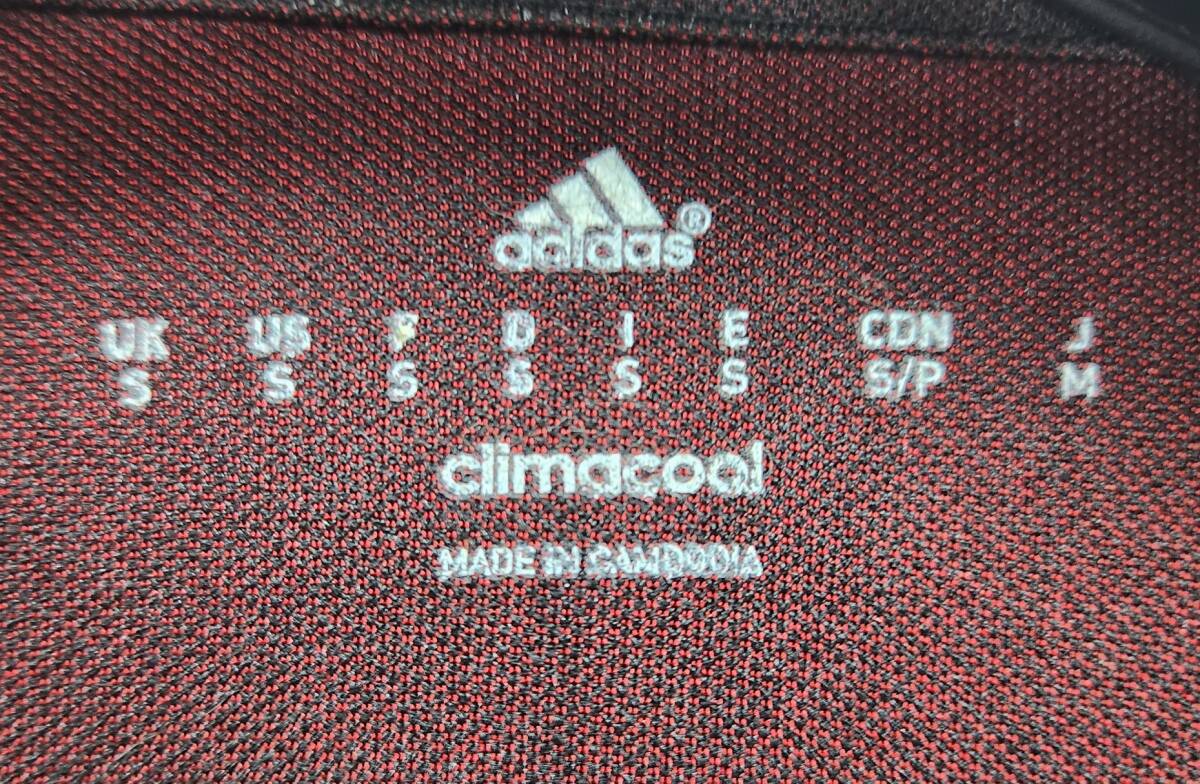 adidas®
UK US F D I E CDN J
S S S S S S S/P M
climacool
MADE IN CAMBODIA